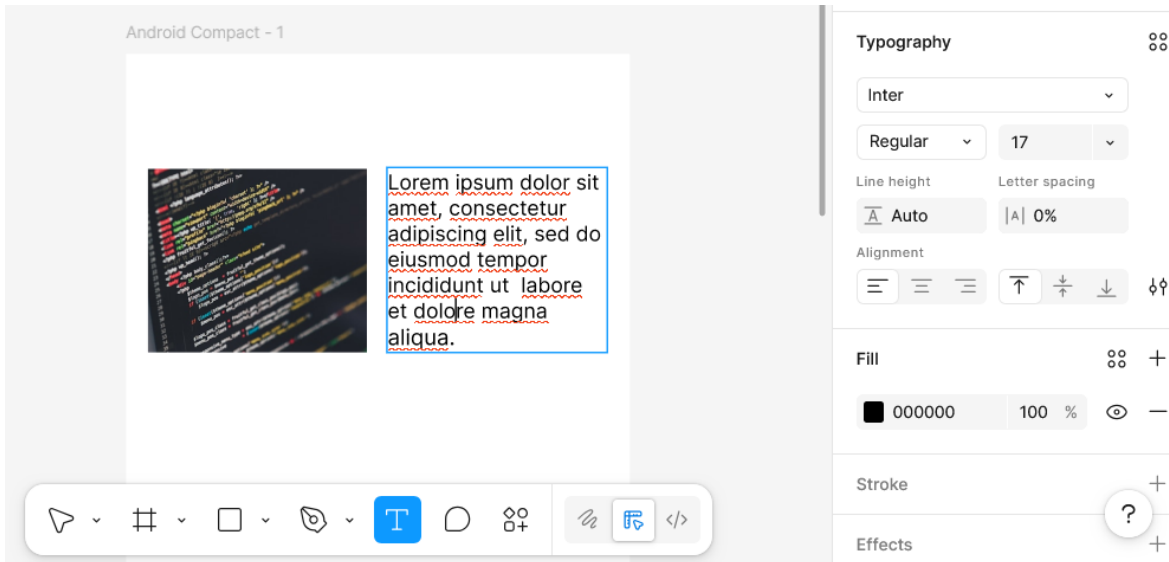 Android Compact - 1
Lorem ipsum dolor sit
amet, consectetur
adipiscing elit, sed do
eiusmod tempor
incididunt ut  labore
et dolore magna
aliqua.
Typography
Inter
Regular
17
Line height
Letter spacing
Auto
0%
Alignment
Fill
000000
100 %
Stroke
?
Effects